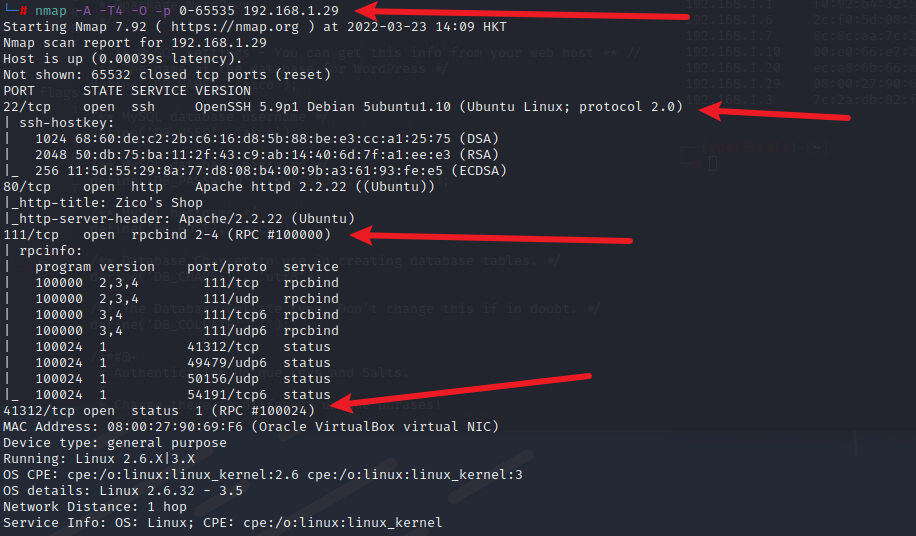 └─# nmap -A -T4 -O -p 0-65535 192.168.1.29
Starting Nmap 7.92 ( https://nmap.org ) at 2022-03-23 14:09 HKT
Nmap scan report for 192.168.1.29
Host is up (0.00039s latency).
Not shown: 65532 closed tcp ports (reset)
PORT      STATE SERVICE VERSION
22/tcp    open  ssh     OpenSSH 5.9p1 Debian 5ubuntu1.10 (Ubuntu Linux; protocol 2.0)
| ssh-hostkey:
|   1024 68:60:de:c2:2b:c6:16:d8:5b:88:be:e3:cc:a1:25:75 (DSA)
|   2048 50:db:75:ba:11:2f:43:c9:ab:14:40:6d:7f:a1:ee:e3 (RSA)
|_  256 11:5d:55:29:8a:77:d8:08:b4:00:9b:a3:61:93:fe:e5 (ECDSA)
80/tcp    open  http    Apache httpd 2.2.22 ((Ubuntu))
|_http-title: Zico's Shop
|_http-server-header: Apache/2.2.22 (Ubuntu)
111/tcp   open  rpcbind 2-4 (RPC #100000)
| rpcinfo:
|   program version    port/proto  service
|   100000  2,3,4        111/tcp   rpcbind
|   100000  2,3,4        111/udp   rpcbind
|   100000  3,4          111/tcp6  rpcbind
|   100000  3,4          111/udp6  rpcbind
|   100024  1          41312/tcp   status
|   100024  1          49479/udp6  status
|   100024  1          50156/udp   status
|_  100024  1          54191/tcp6  status
41312/tcp open  status  1 (RPC #100024)
MAC Address: 08:00:27:90:69:F6 (Oracle VirtualBox virtual NIC)
Device type: general purpose
Running: Linux 2.6.X|3.X
OS CPE: cpe:/o:linux:linux_kernel:2.6 cpe:/o:linux:linux_kernel:3
OS details: Linux 2.6.32 - 3.5
Network Distance: 1 hop
Service Info: OS: Linux; CPE: cpe:/o:linux:linux_kernel